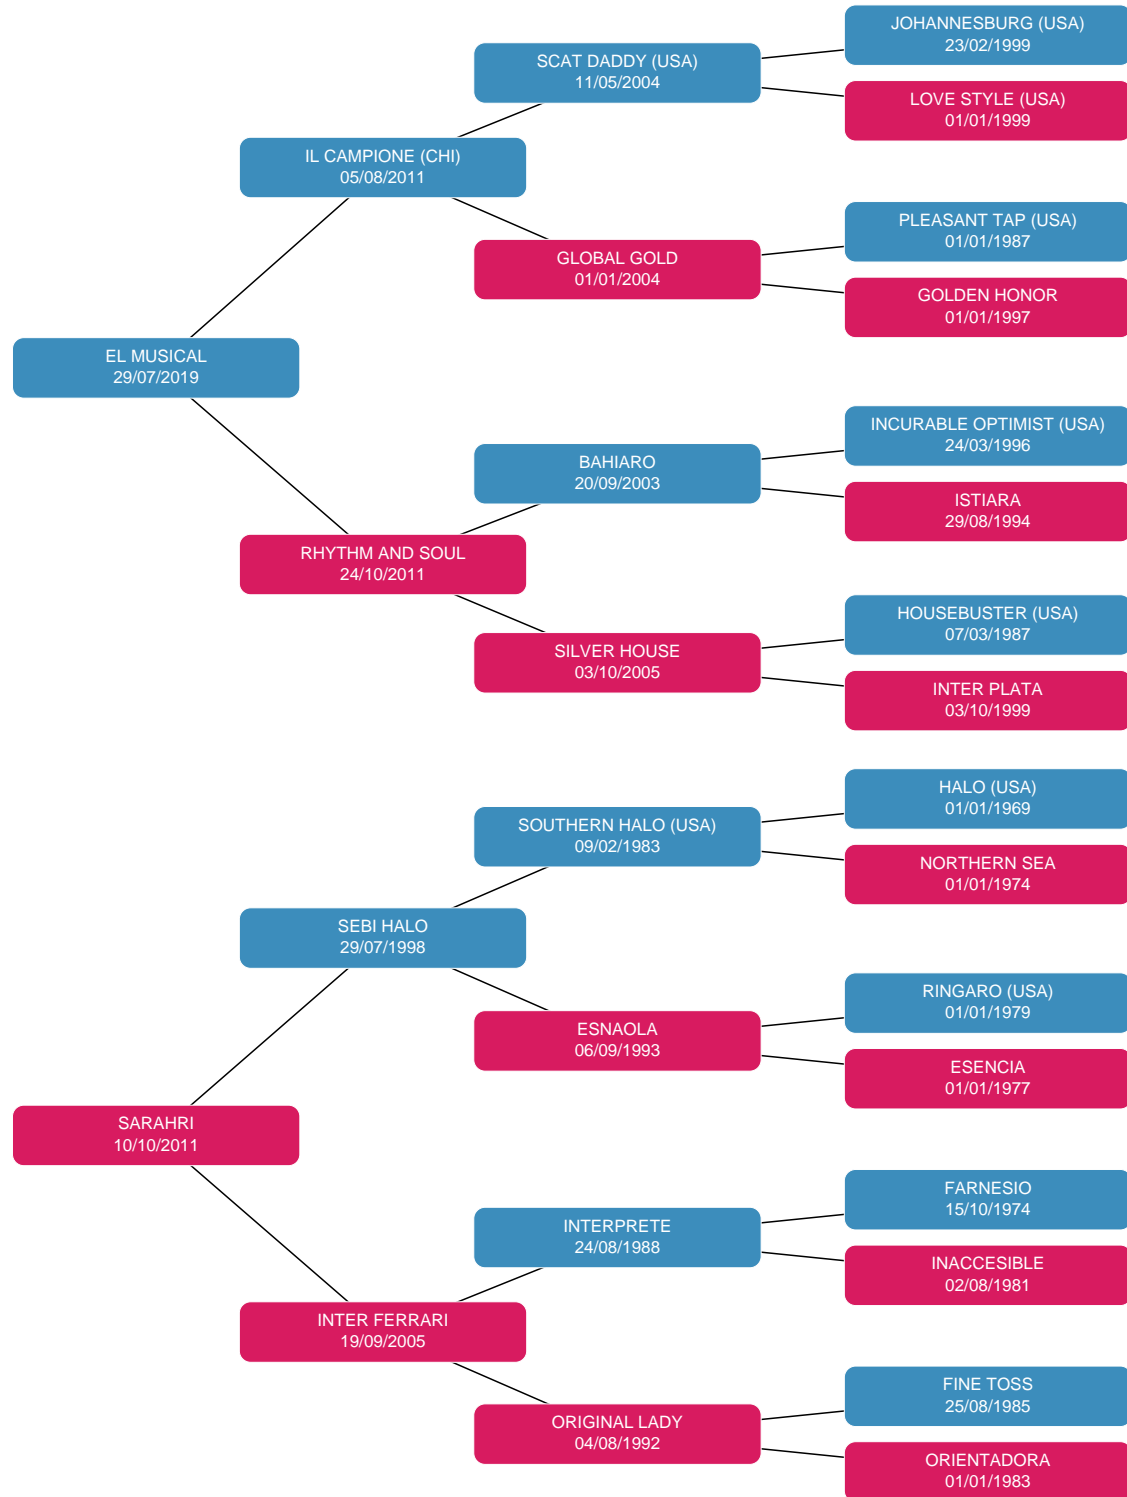 JOHANNESBURG (USA)
23/02/1999
SCAT DADDY (USA)
11/05/2004
LOVE STYLE (USA)
01/01/1999
IL CAMPIONE (CHI)
05/08/2011
PLEASANT TAP (USA)
01/01/1987
GLOBAL GOLD
01/01/2004
GOLDEN HONOR
01/01/1997
EL MUSICAL
29/07/2019
INCURABLE OPTIMIST (USA)
24/03/1996
BAHIARO
20/09/2003
ISTIARA
29/08/1994
RHYTHM AND SOUL
24/10/2011
HOUSEBUSTER (USA)
07/03/1987
SILVER HOUSE
03/10/2005
INTER PLATA
03/10/1999
HALO (USA)
01/01/1969
SOUTHERN HALO (USA)
09/02/1983
NORTHERN SEA
01/01/1974
SEBI HALO
29/07/1998
RINGARO (USA)
01/01/1979
ESNAOLA
06/09/1993
ESENCIA
01/01/1977
SARAHRI
10/10/2011
FARNESIO
15/10/1974
INTERPRETE
24/08/1988
INACCESIBLE
02/08/1981
INTER FERRARI
19/09/2005
FINE TOSS
25/08/1985
ORIGINAL LADY
04/08/1992
ORIENTADORA
01/01/1983